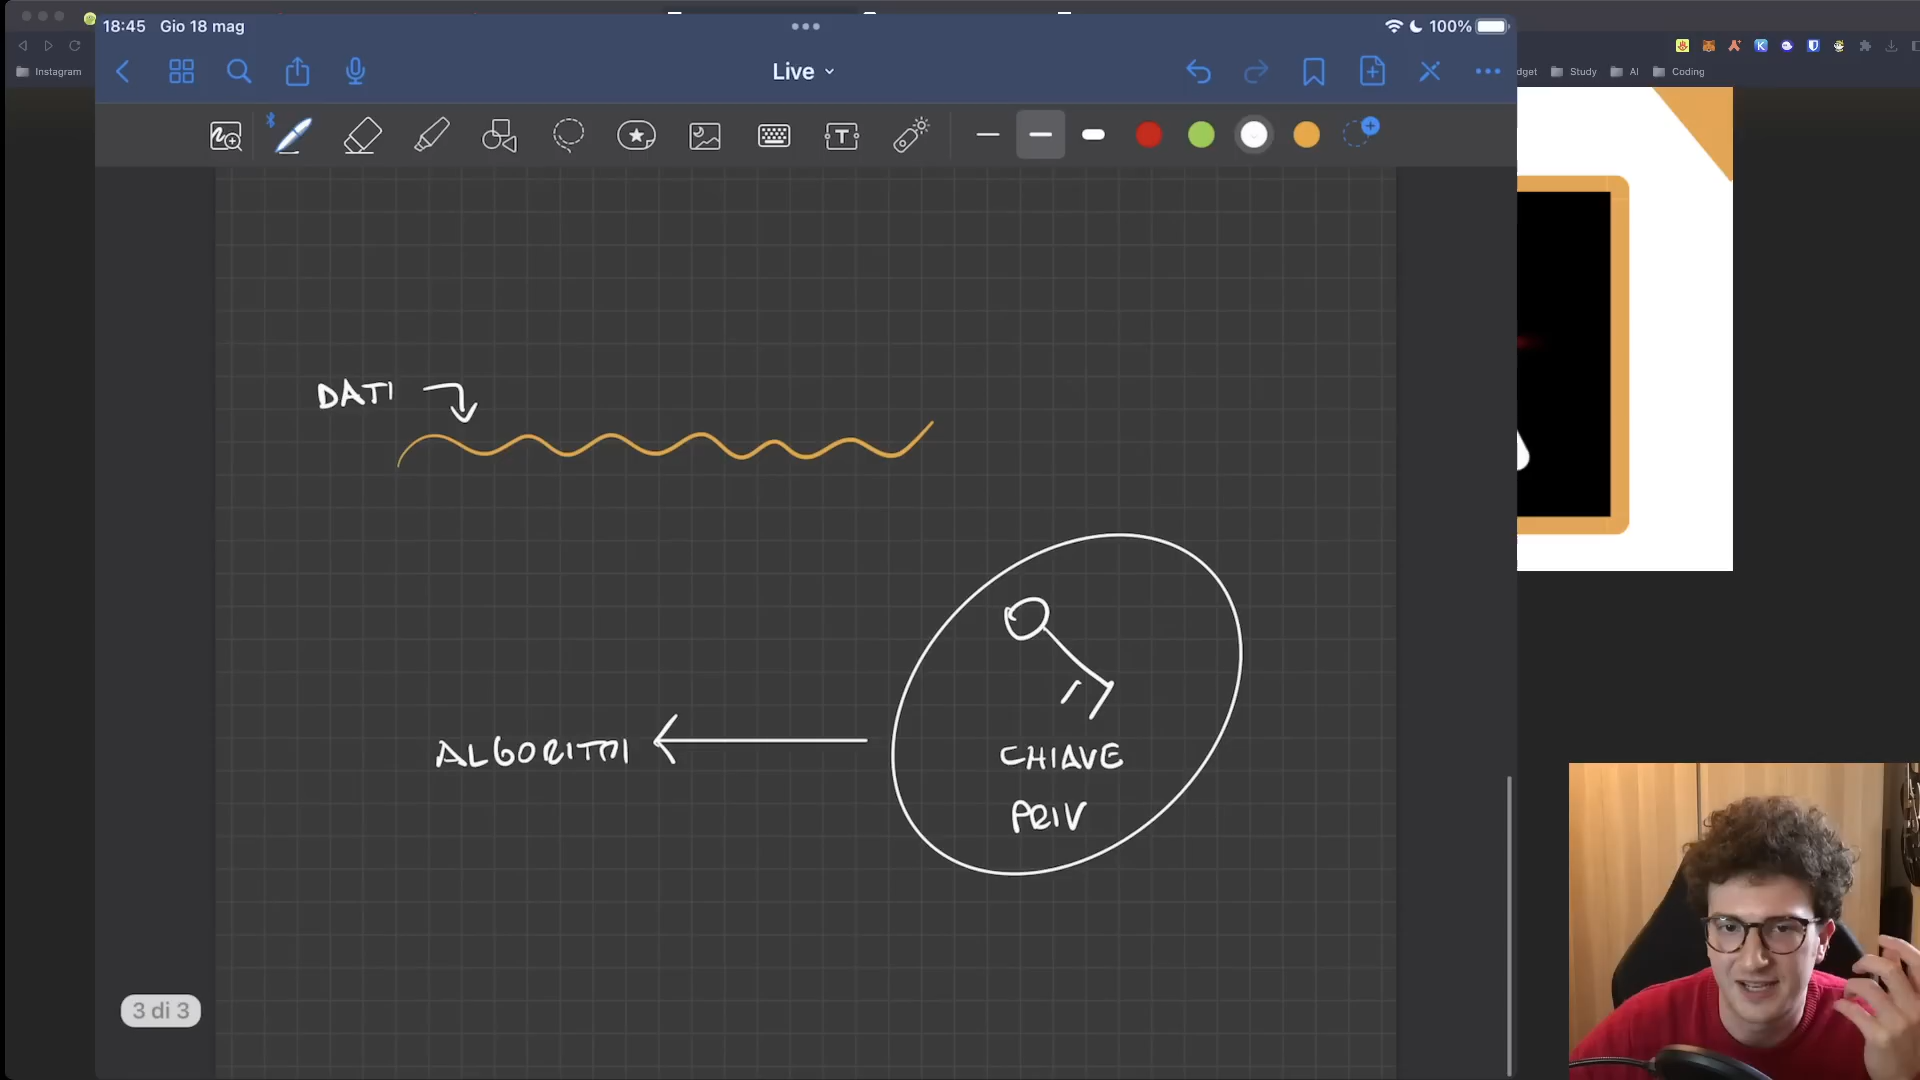 18:45 Gio 18 mag
100%
Live
Instagram
dget
Study
AI
Coding
DATI
ALGORITMI
CHIAVE
PRIV
3 di 3